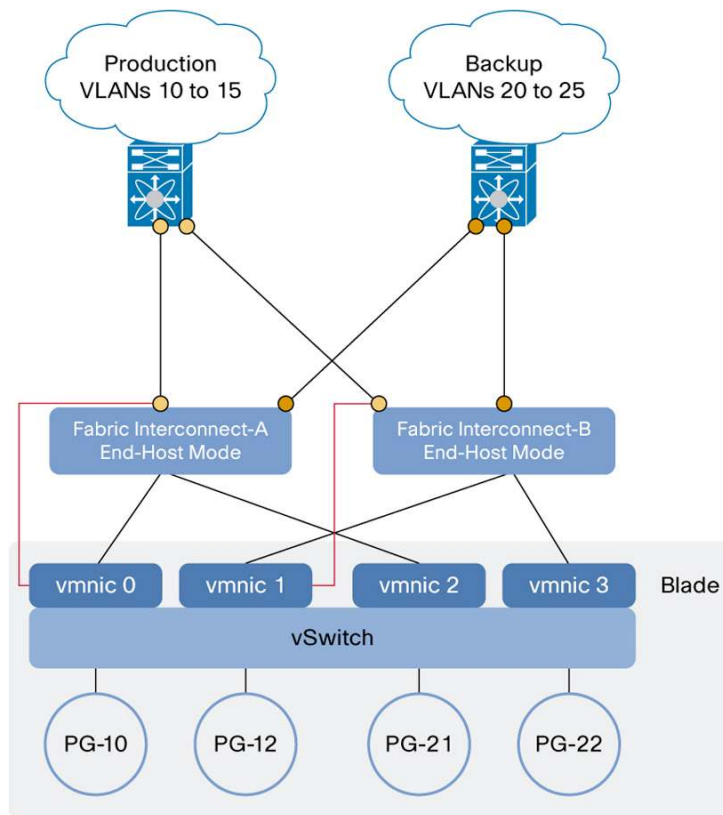 Production
VLANs 10 to 15
Backup
VLANs 20 to 25
Fabric Interconnect-A
End-Host Mode
Fabric Interconnect-B
End-Host Mode
vmnic 0
vmnic 1
vmnic 2
vmnic 3
Blade
vSwitch
PG-10
PG-12
PG-21
PG-22